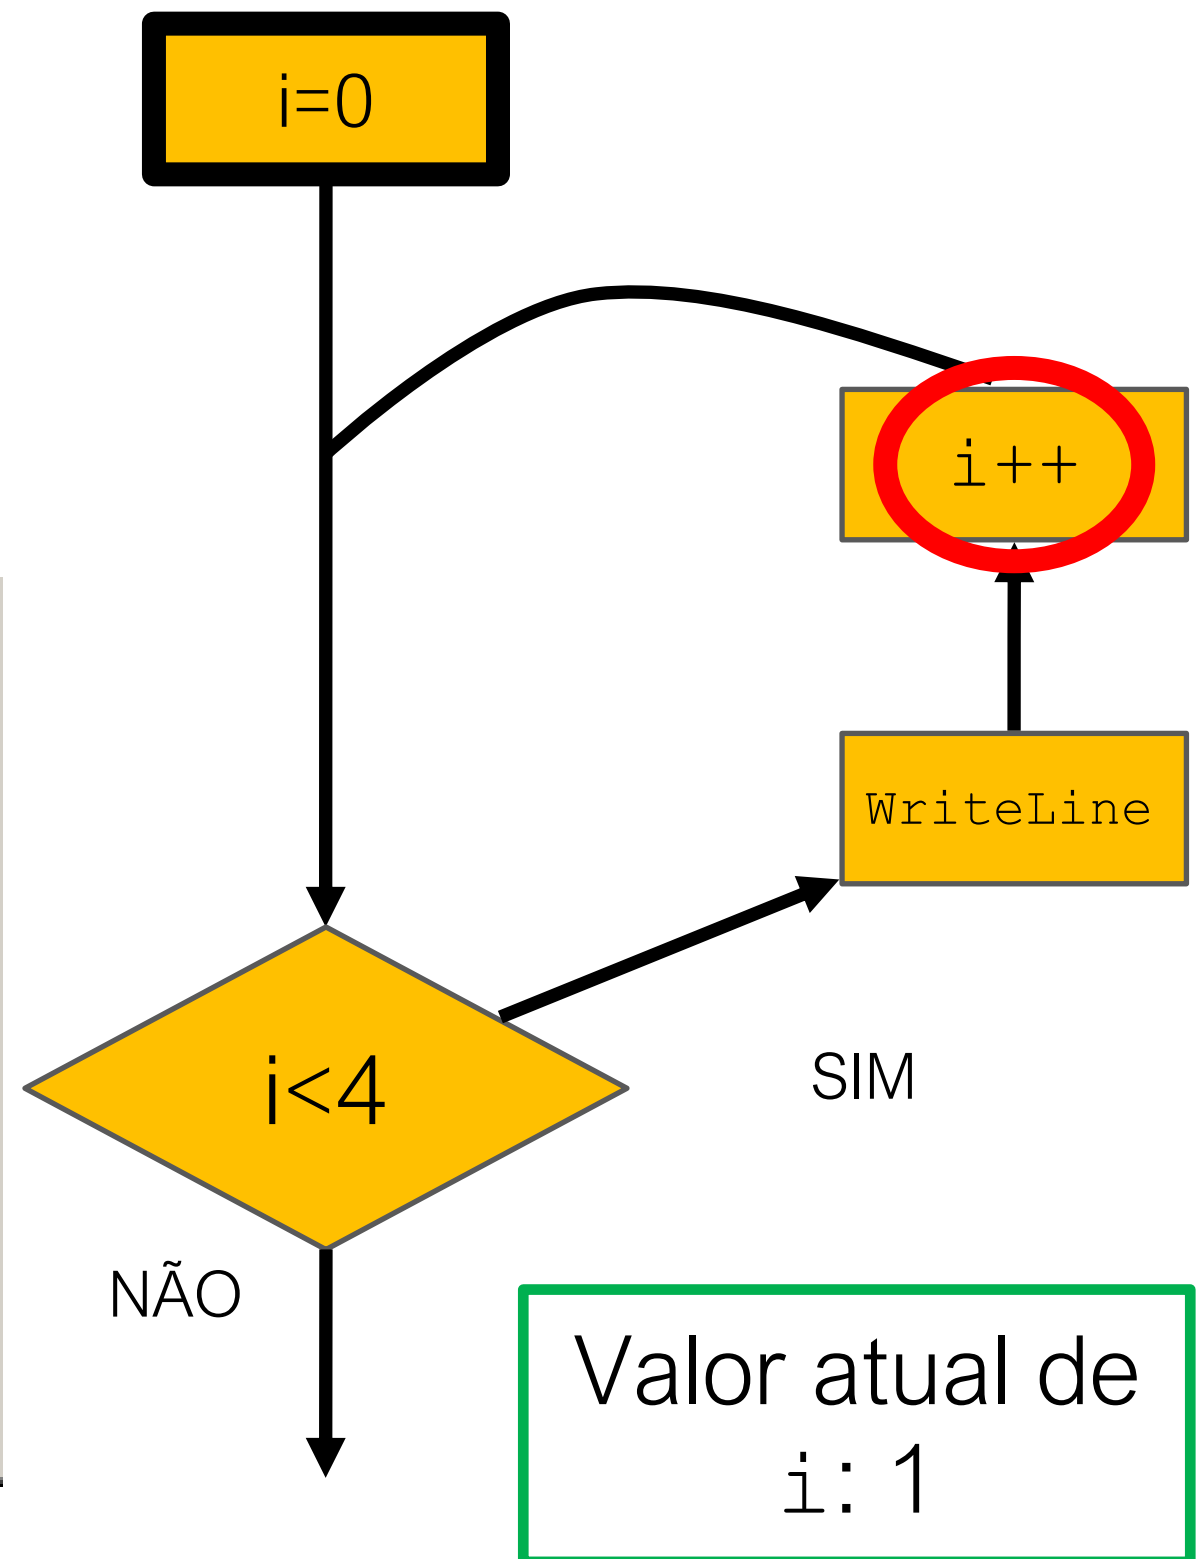 i=0
i++
WriteLine
i<4
SIM
NÃO
Valor atual de
i: 1